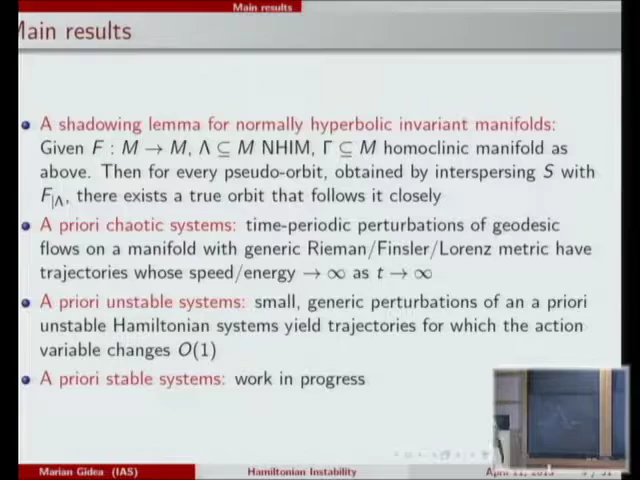 Main results
Main results
A shadowing lemma for normally hyperbolic invariant manifolds:
Given F : M → M, Λ ⊆ M NHIM, Γ ⊆ M homoclinic manifold as
above. Then for every pseudo-orbit, obtained by interspersing S with
F|Λ, there exists a true orbit that follows it closely
A priori chaotic systems: time-periodic perturbations of geodesic
flows on a manifold with generic Rieman/Finsler/Lorenz metric have
trajectories whose speed/energy → ∞ as t → ∞
A priori unstable systems: small, generic perturbations of an a priori
unstable Hamiltonian systems yield trajectories for which the action
variable changes O(1)
A priori stable systems: work in progress
Marian Gidea (IAS)
Hamiltonian Instability
April